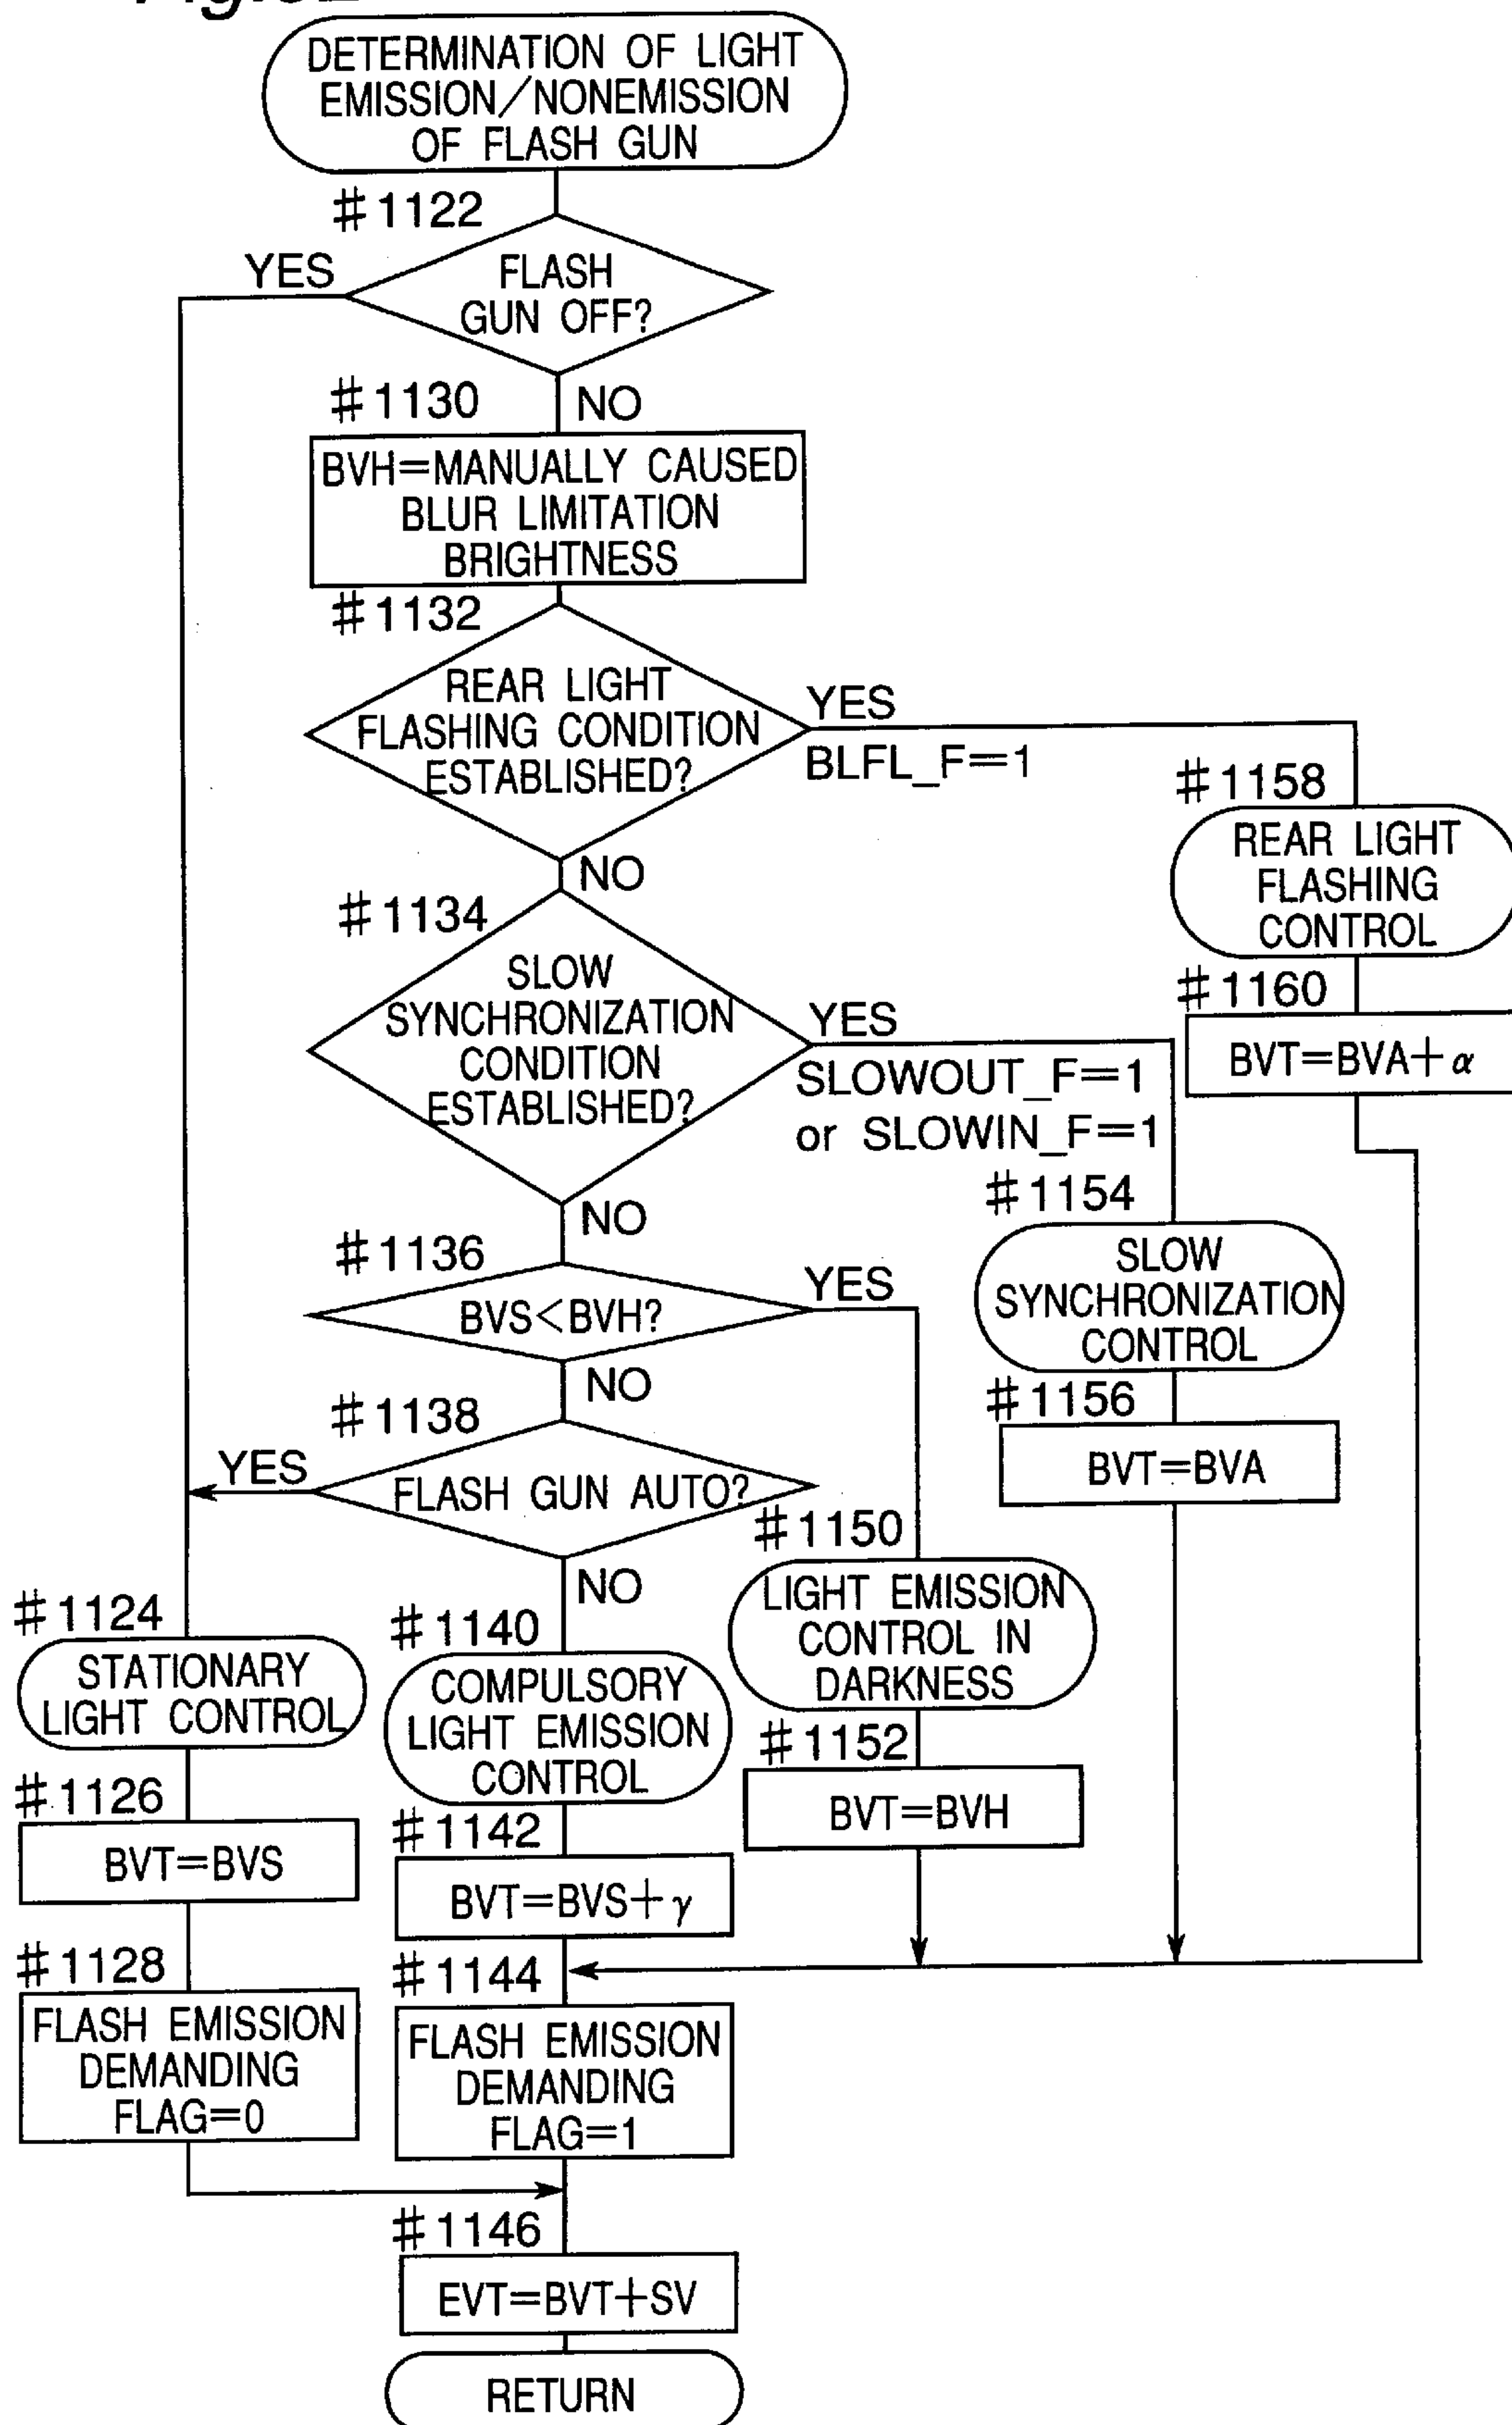 DETERMINATION OF LIGHT
EMISSION/NONEMISSION
OF FLASH GUN
#1122
YES
FLASH
GUN OFF?
#1130
NO
BVH=MANUALLY CAUSED
BLUR LIMITATION
BRIGHTNESS
#1132
REAR LIGHT
FLASHING CONDITION
ESTABLISHED?
YES
BLFL_F=1
#1158
REAR LIGHT
FLASHING
CONTROL
NO
#1134
SLOW
SYNCHRONIZATION
CONDITION
ESTABLISHED?
YES
SLOWOUT_F=1
or SLOWIN_F=1
#1160
BVT=BVA+α
#1154
SLOW
SYNCHRONIZATION
CONTROL
NO
#1136
BVS<BVH?
YES
NO
#1156
BVT=BVA
#1138
FLASH GUN AUTO?
YES
NO
#1150
LIGHT EMISSION
CONTROL IN
DARKNESS
#1124
STATIONARY
LIGHT CONTROL
#1140
COMPULSORY
LIGHT EMISSION
CONTROL
#1152
BVT=BVH
#1126
BVT=BVS
#1142
BVT=BVS+γ
#1128
FLASH EMISSION
DEMANDING
FLAG=0
#1144
FLASH EMISSION
DEMANDING
FLAG=1
#1146
EVT=BVT+SV
RETURN